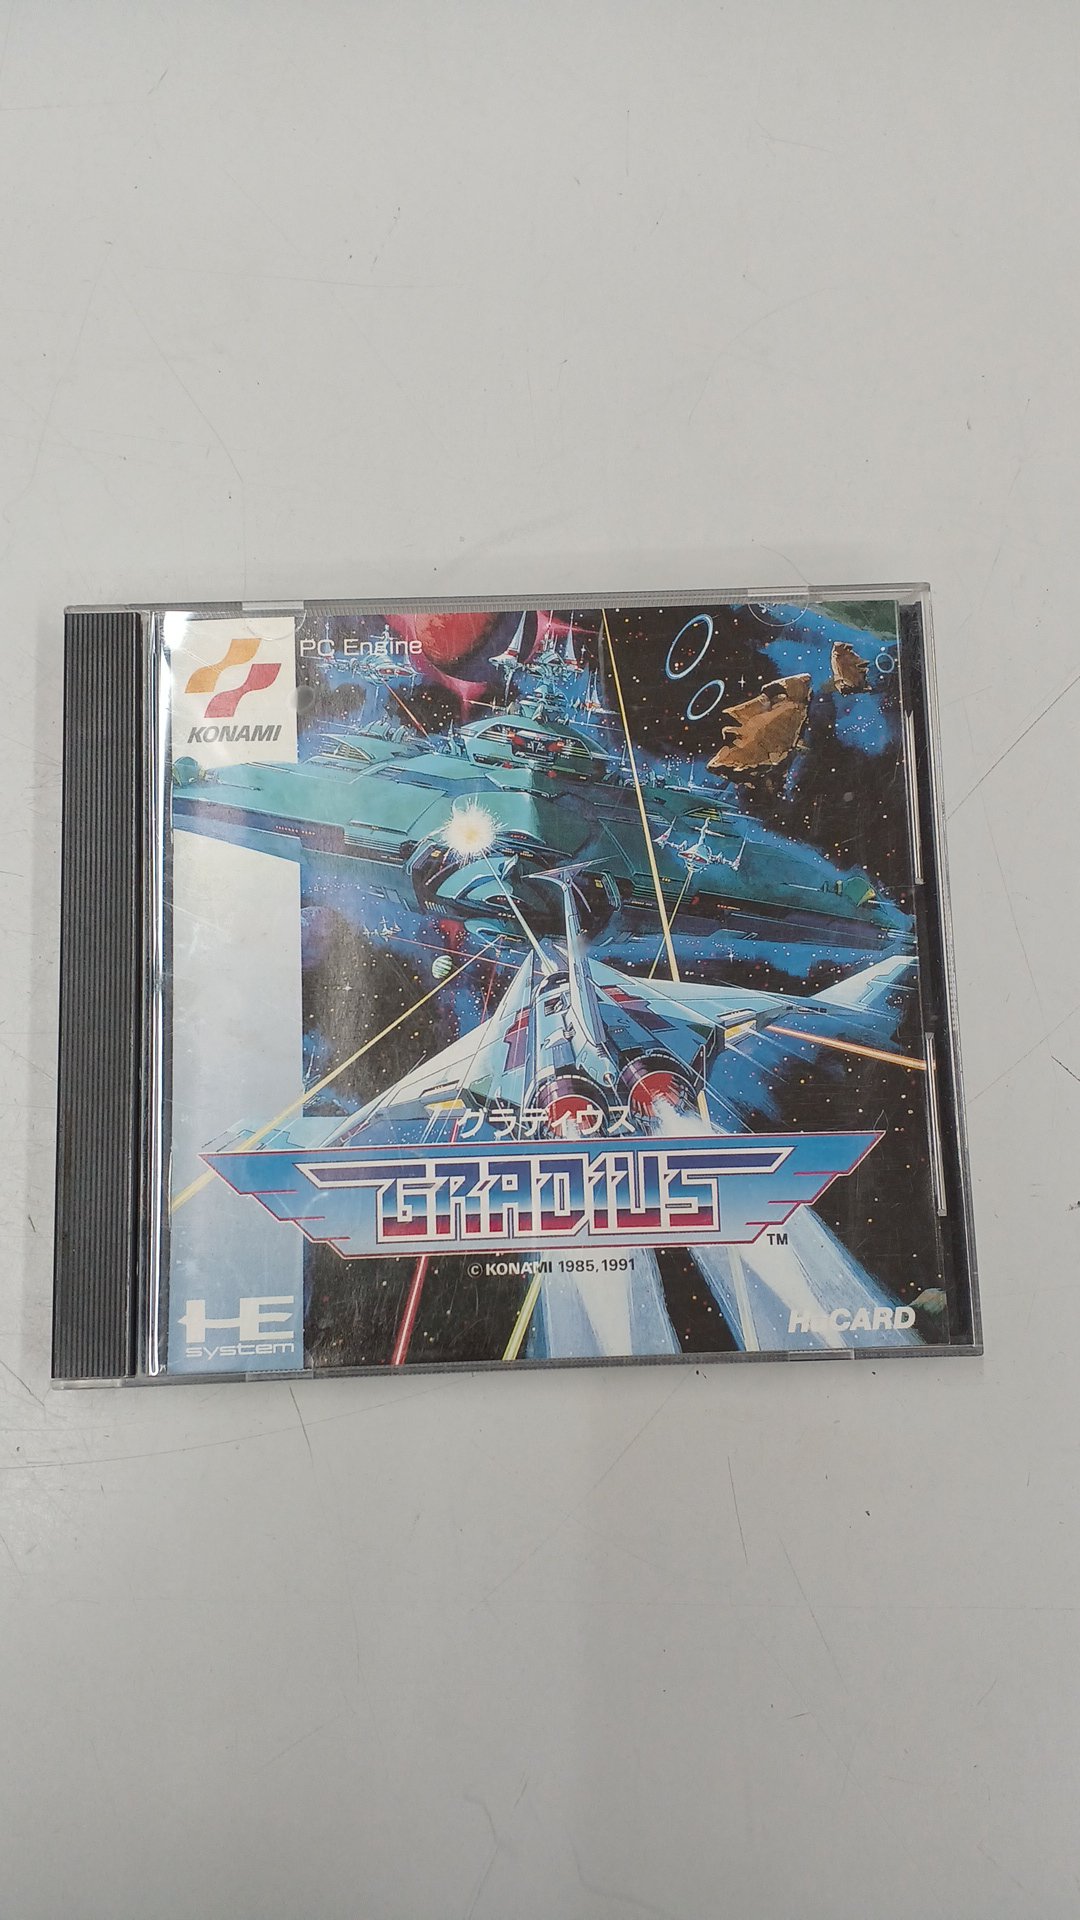 PC Engine
KONAMI
グラディウス
GRADIUS
TM
© KONAMI 1985, 1991
HE
system
HuCARD